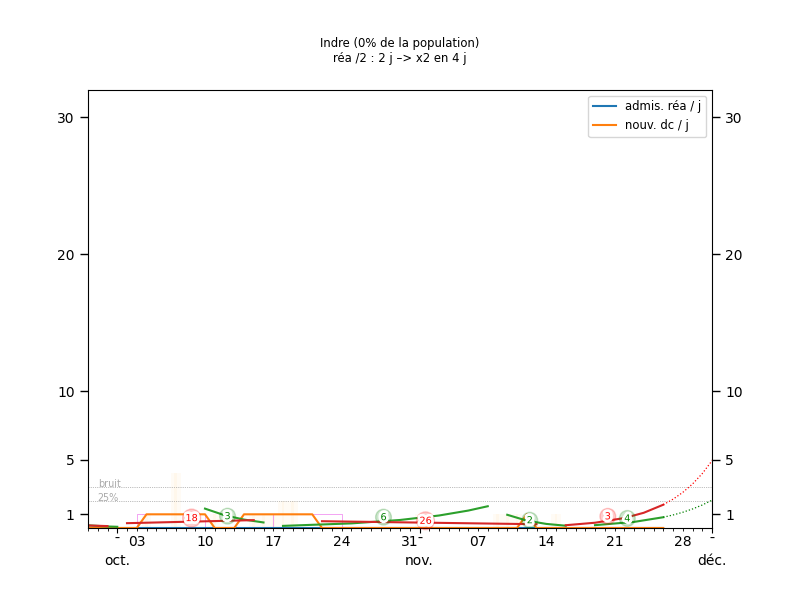 Indre (0% de la population)
réa /2 : 2 j –> x2 en 4 j
admis. réa / j
nouv. dc / j
30 30
20 20
10 10
5 5
bruit
25%
1 1
18 3 6 26 2 3 4
- 03 10 17 24 31 - 07 14 21 28 -
oct. nov. déc.